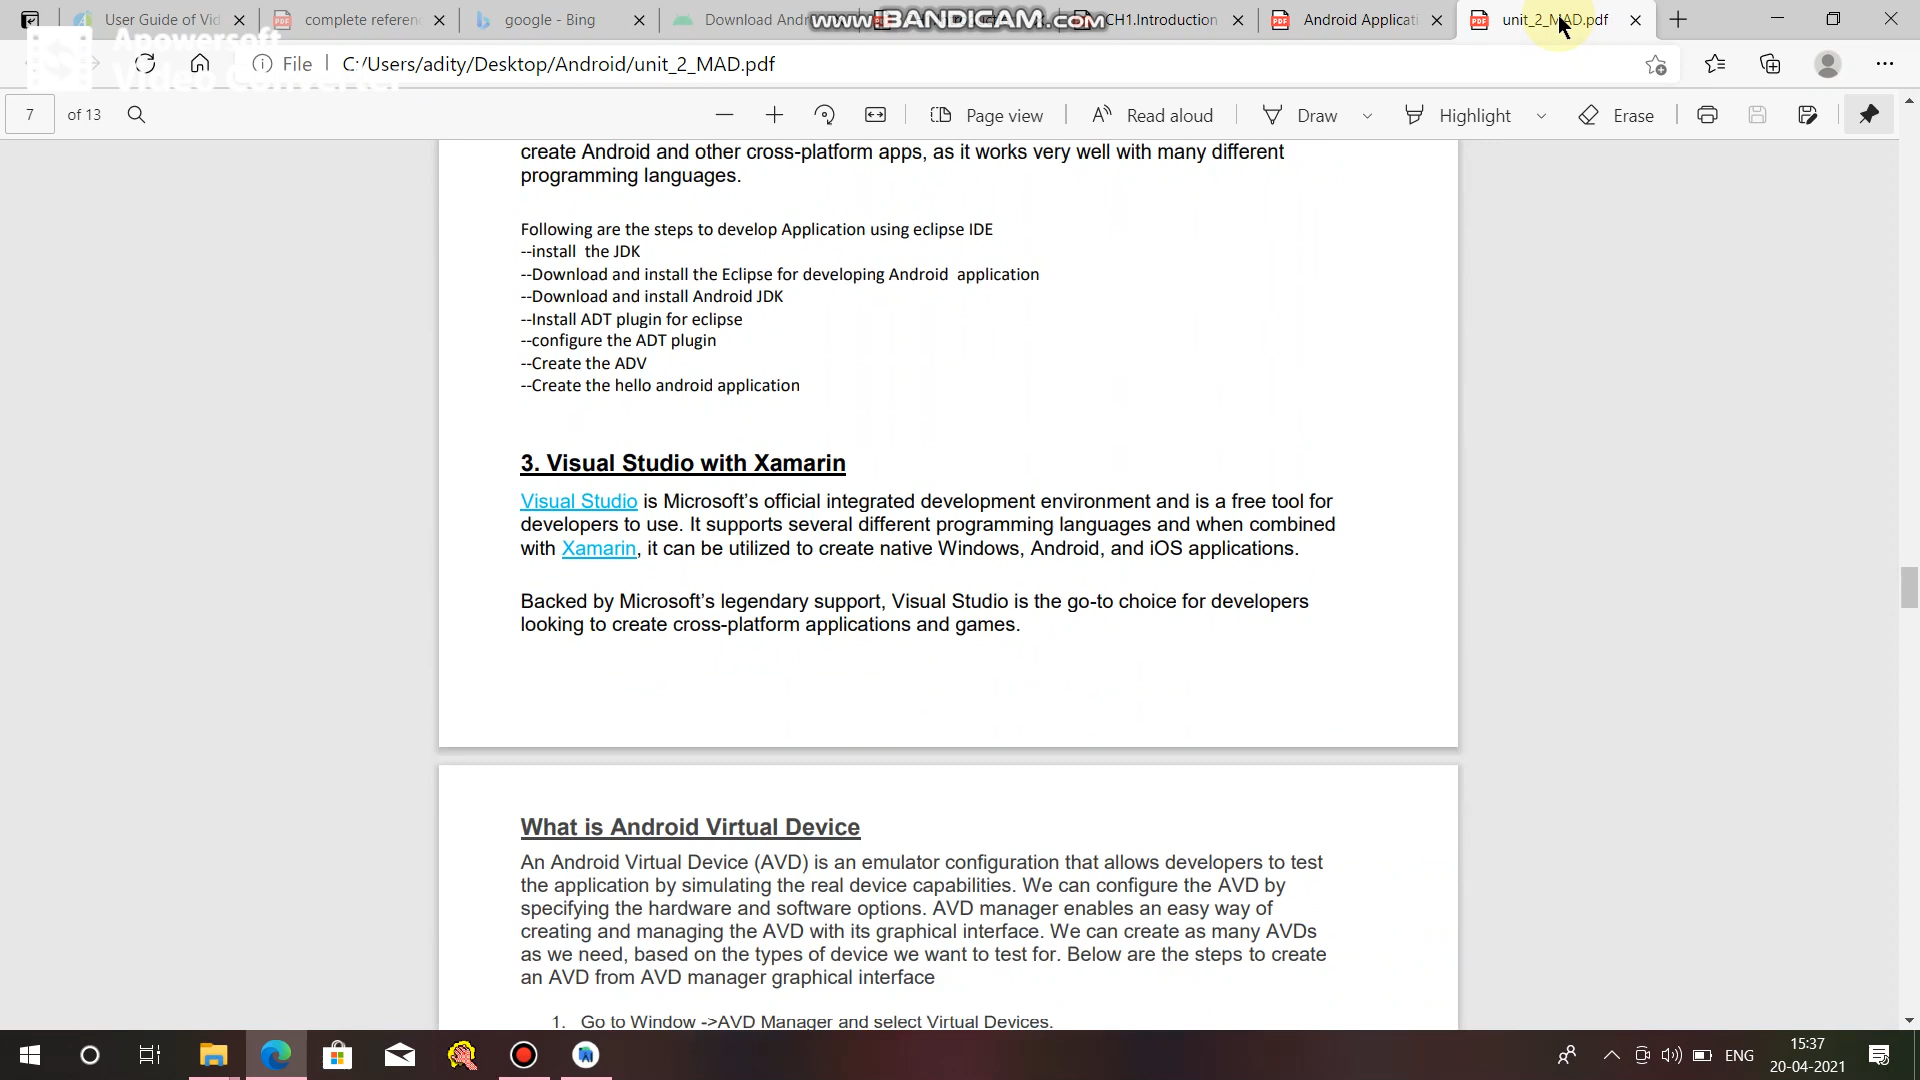 User Guide of Vid
complete referen
google - Bing
Download And
CH1.Introduction
Android Applicati
unit_2_MAD.pdf
www.BANDICAM.com
Apowersoft
Video Converter
File
C:/Users/adity/Desktop/Android/unit_2_MAD.pdf
7 of 13
Page view
Read aloud
Draw
Highlight
Erase
create Android and other cross-platform apps, as it works very well with many different
programming languages.
Following are the steps to develop Application using eclipse IDE
--install the JDK
--Download and install the Eclipse for developing Android application
--Download and install Android JDK
--Install ADT plugin for eclipse
--configure the ADT plugin
--Create the ADV
--Create the hello android application
3. Visual Studio with Xamarin
Visual Studio is Microsoft’s official integrated development environment and is a free tool for
developers to use. It supports several different programming languages and when combined
with Xamarin, it can be utilized to create native Windows, Android, and iOS applications.
Backed by Microsoft’s legendary support, Visual Studio is the go-to choice for developers
looking to create cross-platform applications and games.
What is Android Virtual Device
An Android Virtual Device (AVD) is an emulator configuration that allows developers to test
the application by simulating the real device capabilities. We can configure the AVD by
specifying the hardware and software options. AVD manager enables an easy way of
creating and managing the AVD with its graphical interface. We can create as many AVDs
as we need, based on the types of device we want to test for. Below are the steps to create
an AVD from AVD manager graphical interface
1. Go to Window ->AVD Manager and select Virtual Devices.
ENG
15:37
20-04-2021